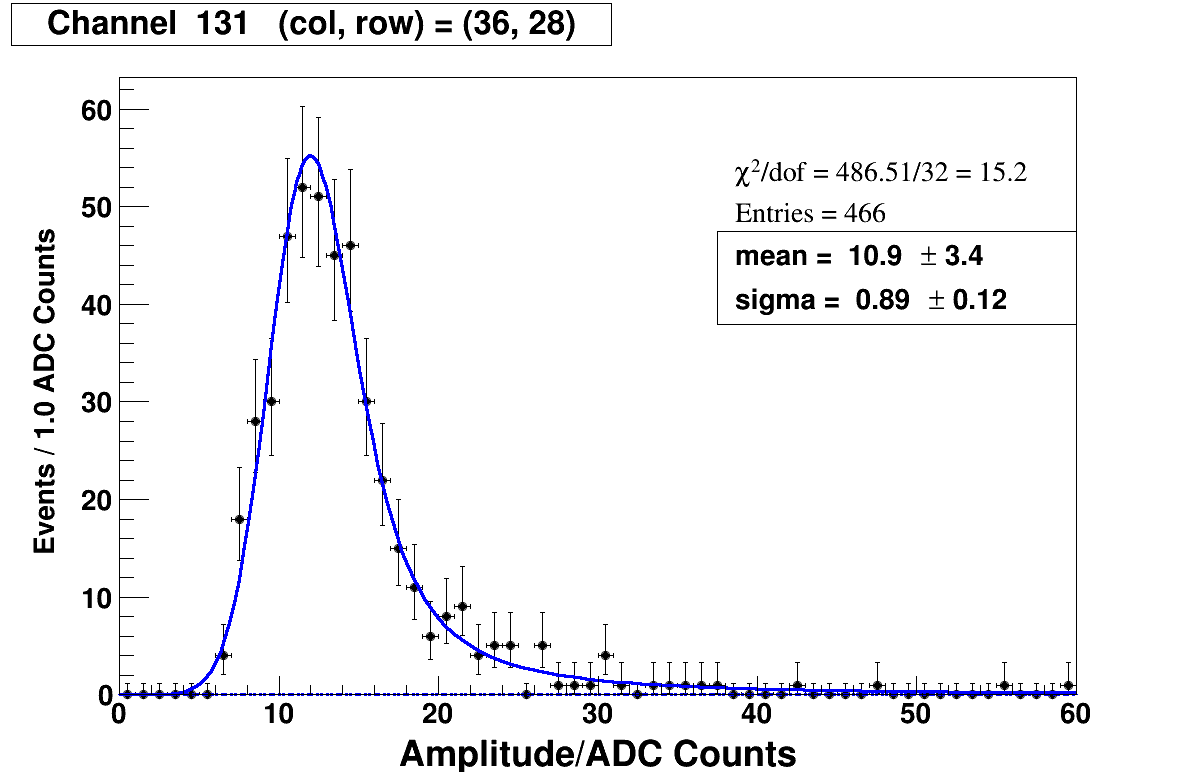 Channel 131 (col, row) = (36, 28)
60
50
40
30
20
10
0
Events / 1.0 ADC Counts
χ²/dof = 486.51/32 = 15.2
Entries = 466
mean = 10.9 ± 3.4
sigma = 0.89 ± 0.12
0 10 20 30 40 50 60
Amplitude/ADC Counts